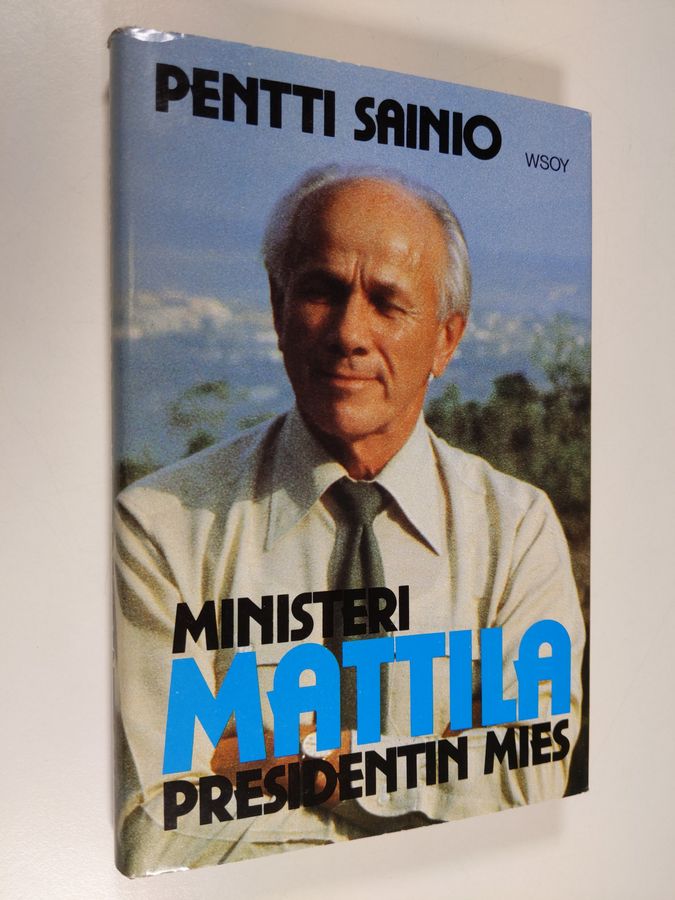 PENTTI SAINIO
WSOY
MINISTERI
MATTILA
PRESIDENTIN MIES